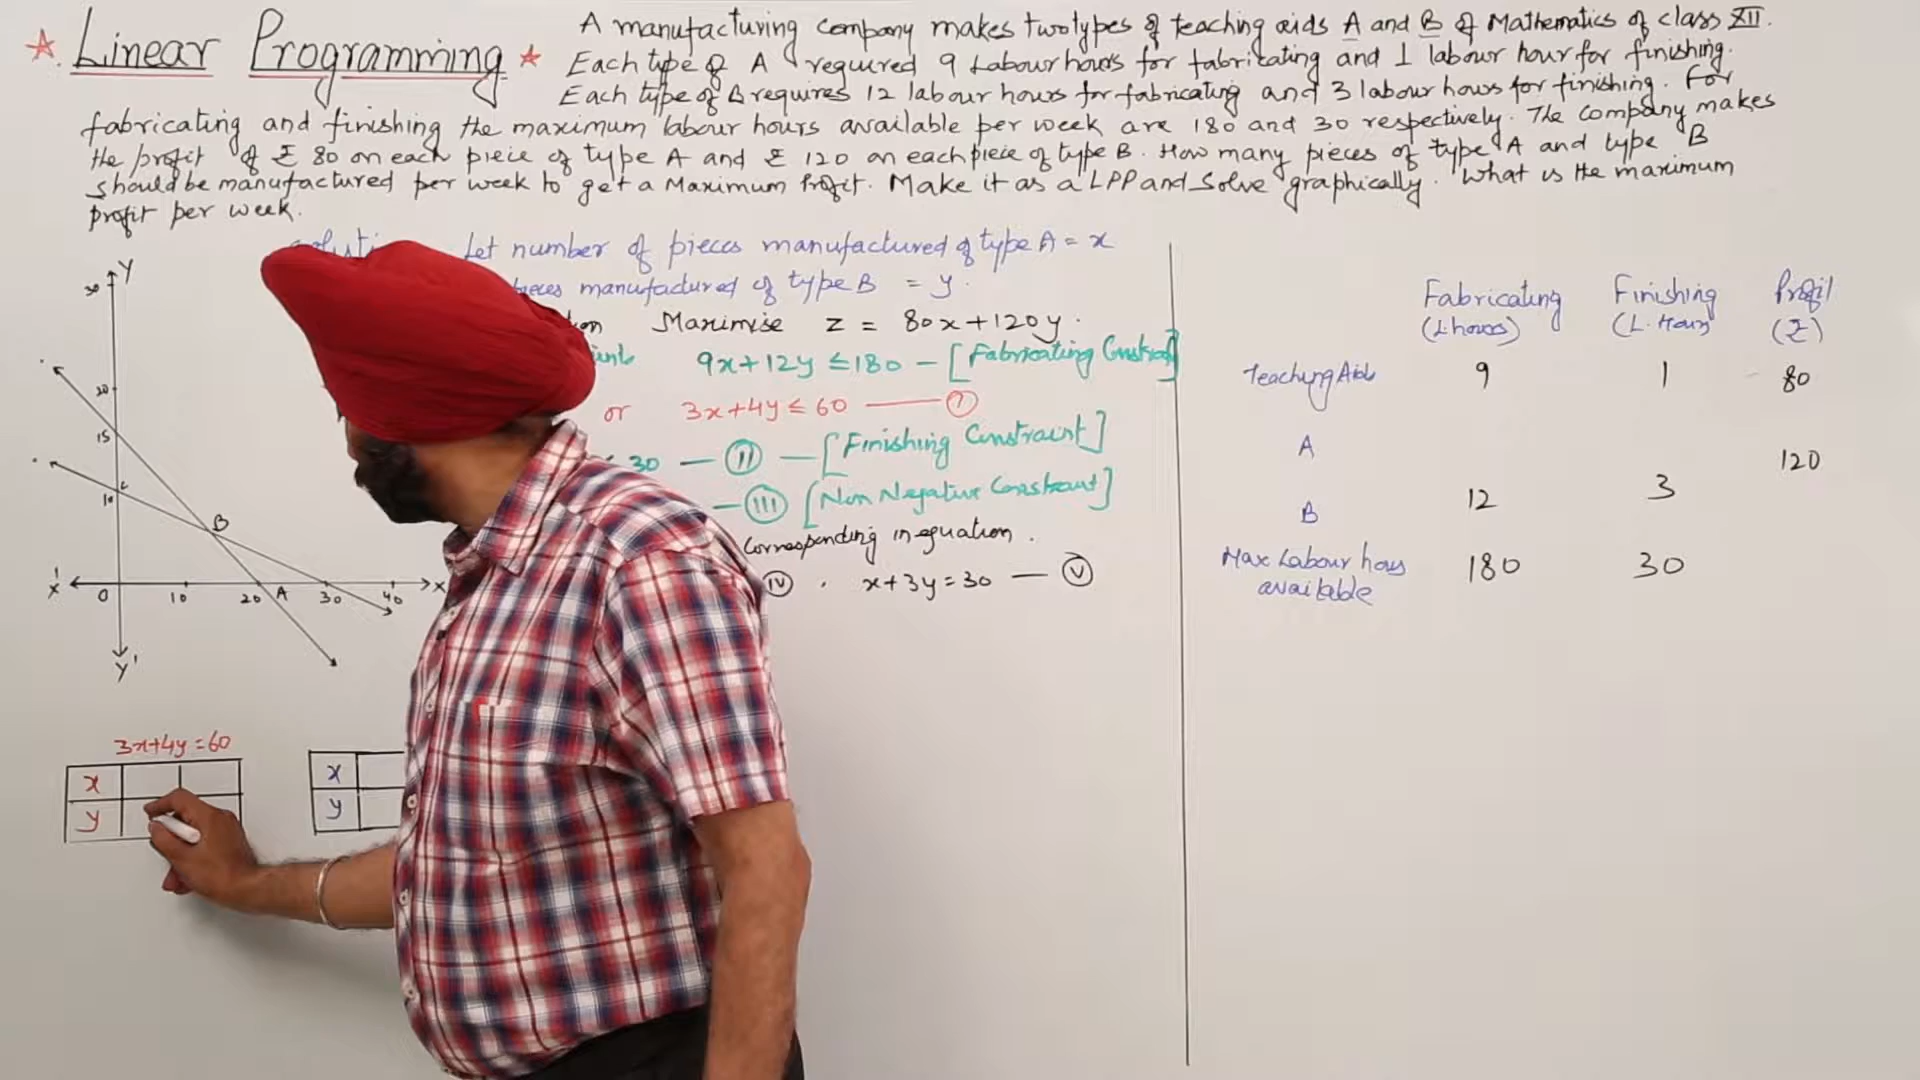 Linear Programming
A manufacturing company makes two types of teaching aids A and B of Mathematics of class XII.
Each type of A required 9 Labour hours for fabricating and 1 labour hour for finishing.
Each type of B requires 12 labour hours for fabricating and 3 labour hours for finishing. For
fabricating and finishing the maximum labour hours available per week are 180 and 30 respectively. The Company makes
the profit of ₹ 80 on each piece of type A and ₹ 120 on each piece of type B. How many pieces of type A and type B
should be manufactured per week to get a Maximum Profit. Make it as a LPP and Solve graphically. What is the maximum
profit per week.
Let number of pieces manufactured of type A = x
pieces manufactured of type B = y.
Maximise z = 80x+120y.
9x+12y ≤ 180 – [Fabricating
or 3x+4y ≤ 60 — I
30 — II — [Finishing Constraint]
— III [Non Negative Constraint]
Corresponding inequation.
IV . x+3y=30 — V
Y
30
20
15
10 C
B
X' O 10 20 A 30 40 X
Y'
3x+4y=60
x
y
x
y
Fabricating Finishing Profit
(L.hours) (L. Hour) (₹)
Teaching Aids 9 1 80
A
120
B 12 3
Max Labour hours 180 30
available